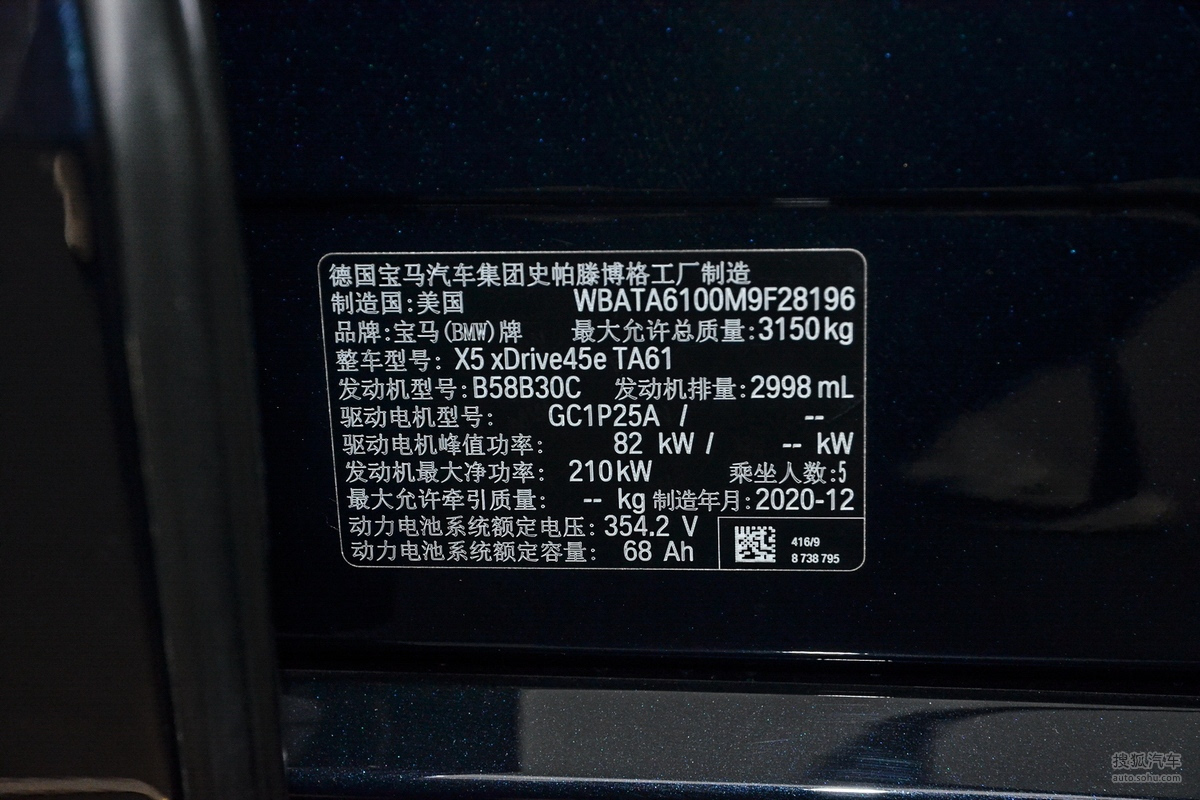 德国宝马汽车集团史帕滕博格工厂制造
制造国:美国 WBATA6100M9F28196
品牌:宝马(BMW)牌 最大允许总质量:3150kg
整车型号: X5 xDrive45e TA61
发动机型号:B58B30C 发动机排量:2998 mL
驱动电机型号: GC1P25A / --
驱动电机峰值功率: 82 kW / -- kW
发动机最大净功率: 210kW 乘坐人数:5
最大允许牵引质量: -- kg 制造年月:2020-12
动力电池系统额定电压: 354.2 V
动力电池系统额定容量: 68 Ah
416/9
8 738 795
搜狐汽车
auto.sohu.com